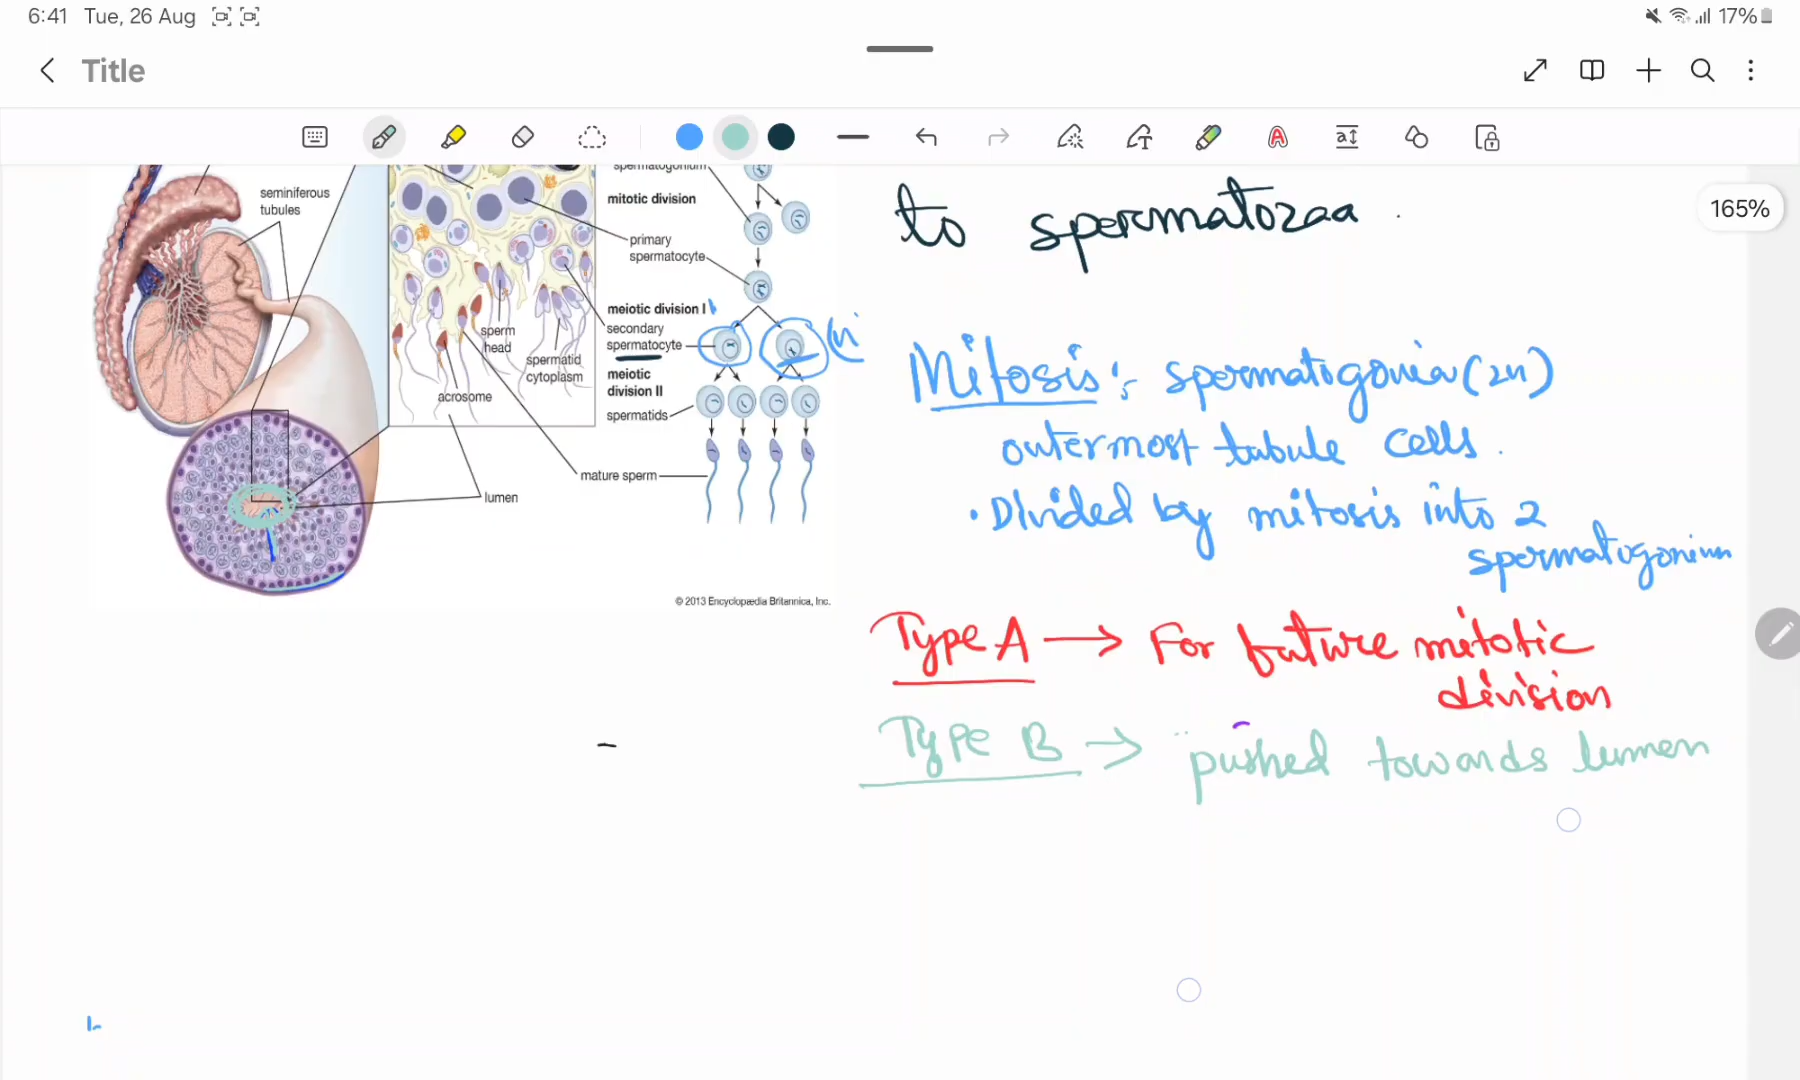 6:41 Tue, 26 Aug
17%
Title
165%
seminiferous
tubules
spermatogonium
mitotic division
primary
spermatocyte
meiotic division I
secondary
spermatocyte
meiotic
division II
spermatids
sperm
head
spermatid
cytoplasm
acrosome
mature sperm
lumen
© 2013 Encyclopædia Britannica, Inc.
(n
to spermatozaa .
Mitosis : spermatogonia (2n)
outermost tubule cells .
• Divided by mitosis into 2
spermatogonium
Type A → For future mitotic
division
Type B → pushed towards lumen